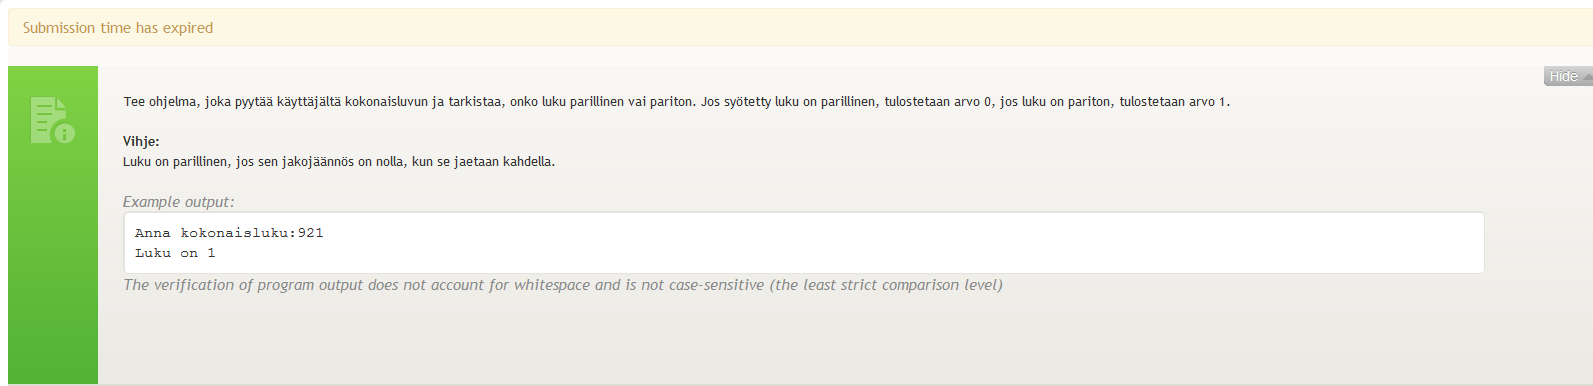 Submission time has expired
Hide
Tee ohjelma, joka pyytää käyttäjältä kokonaisluvun ja tarkistaa, onko luku parillinen vai pariton. Jos syötetty luku on parillinen, tulostetaan arvo 0, jos luku on pariton, tulostetaan arvo 1.
Vihje:
Luku on parillinen, jos sen jakojäännös on nolla, kun se jaetaan kahdella.
Example output:
Anna kokonaisluku:921
Luku on 1
The verification of program output does not account for whitespace and is not case-sensitive (the least strict comparison level)